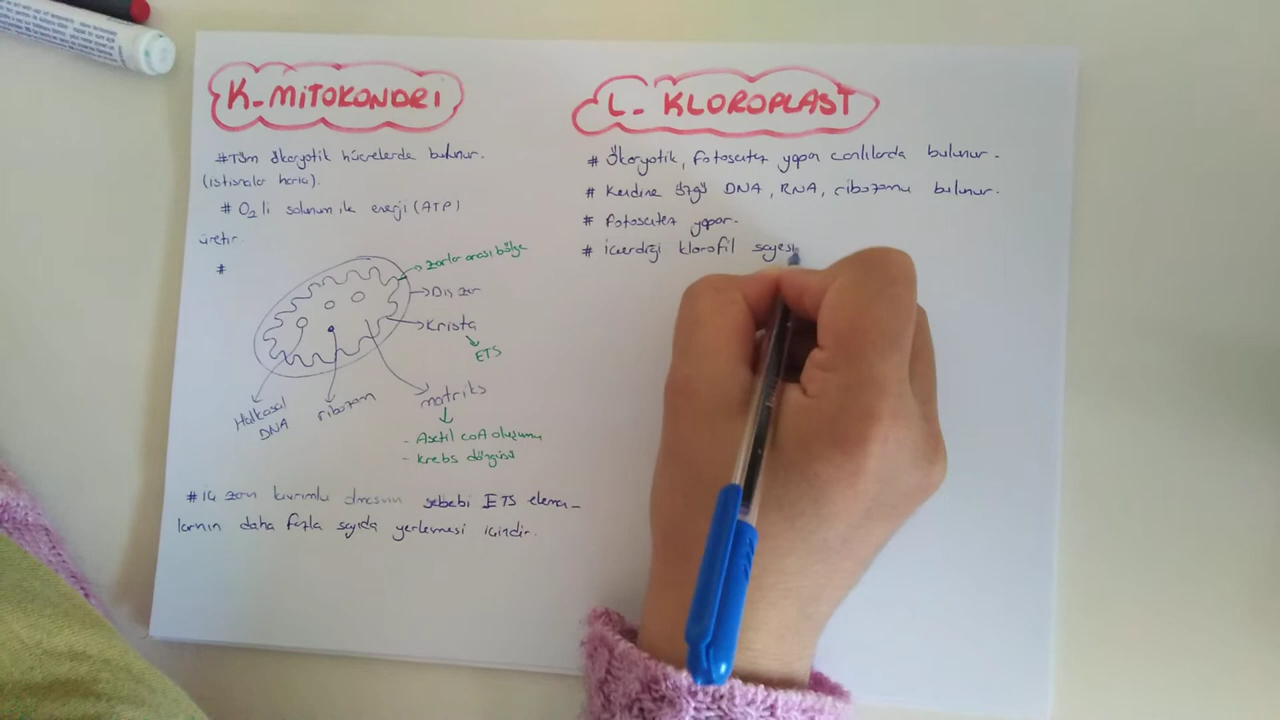 K-MİTOKONDRİ
#Tüm ökaryotik hücrelerde bulunur.
(istisnalar hariç).
# O2 li solunum ile enerji (ATP)
üretir.
#
zarlar arası bölge
Dış zar
Krista
ETS
matriks
- Asetil coA oluşumu
- Krebs döngüsü
ribozom
Halkasal
DNA
# İç zarın kıvrımlı olmasının sebebi ETS eleman-
larının daha fazla sayıda yerleşmesi içindir.
L- KLOROPLAST
# Ökaryotik, fotosentez yapan canlılarda bulunur.
# Kendine özgü DNA, RNA, ribozomu bulunur.
# fotosentez yapar.
# içerdiği klorofil sayesi